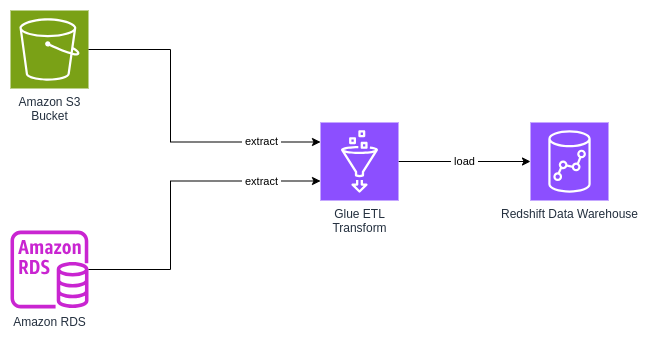 Amazon S3
Bucket
extract
extract
Glue ETL
Transform
load
Redshift Data Warehouse
Amazon
RDS
Amazon RDS